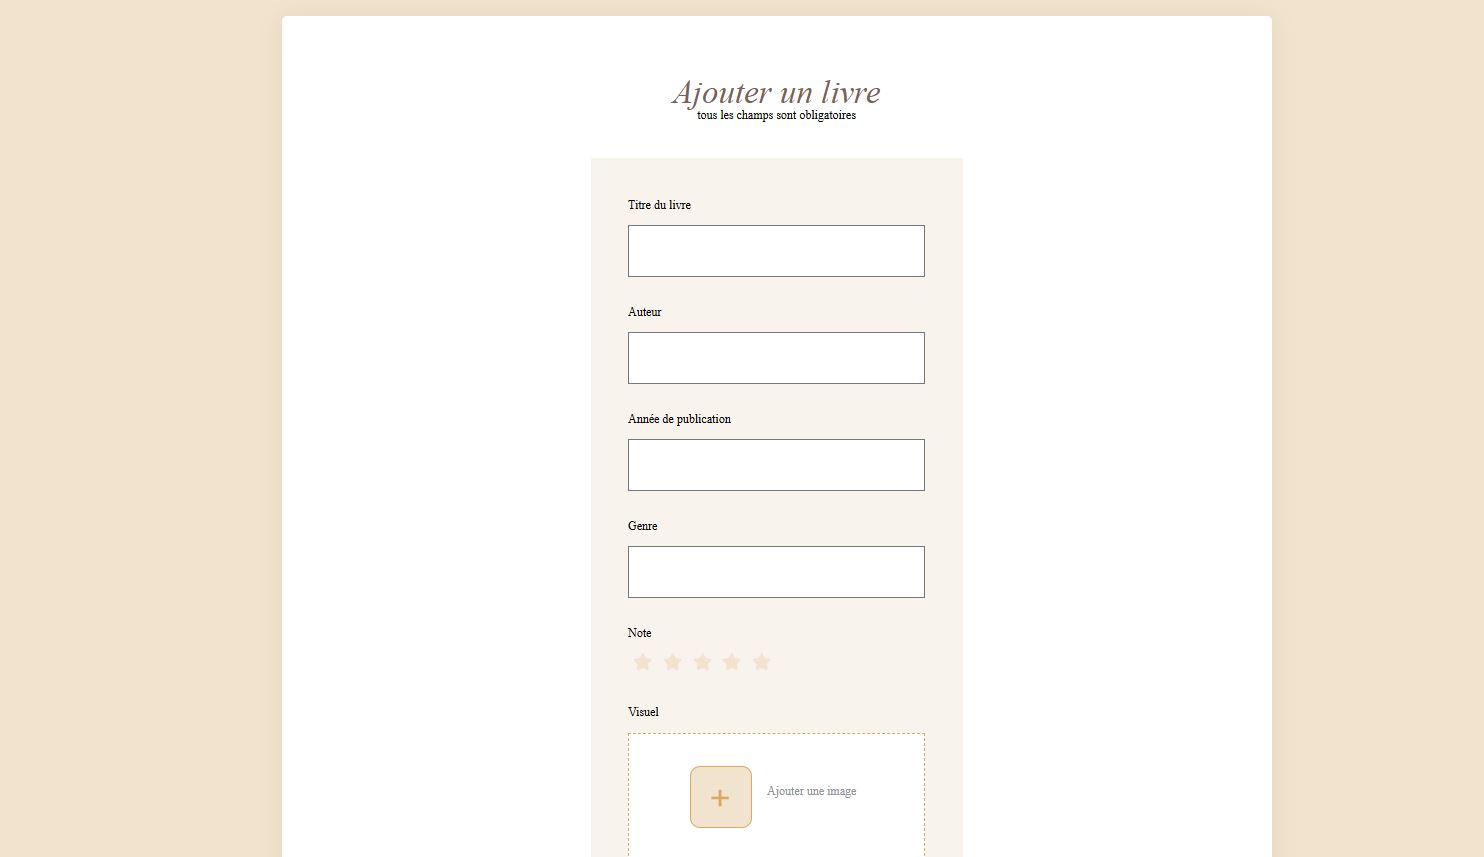 Ajouter un livre
tous les champs sont obligatoires
Titre du livre
Auteur
Année de publication
Genre
Note
Visuel
Ajouter une image